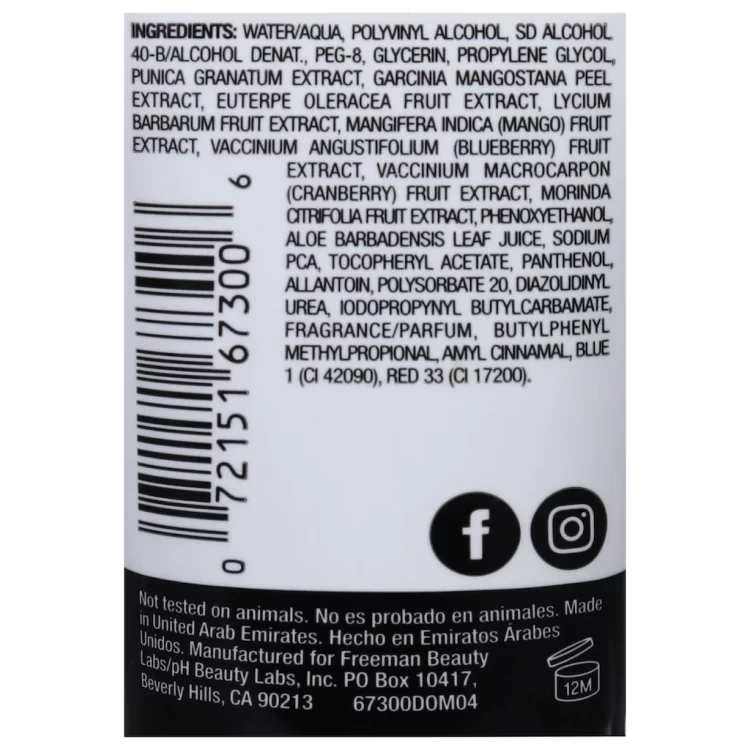 INGREDIENTS: WATER/AQUA, POLYVINYL ALCOHOL, SD ALCOHOL
40-B/ALCOHOL DENAT., PEG-8, GLYCERIN, PROPYLENE GLYCOL,
PUNICA GRANATUM EXTRACT, GARCINIA MANGOSTANA PEEL
EXTRACT, EUTERPE OLERACEA FRUIT EXTRACT, LYCIUM
BARBARUM FRUIT EXTRACT, MANGIFERA INDICA (MANGO) FRUIT
EXTRACT, VACCINIUM ANGUSTIFOLIUM (BLUEBERRY) FRUIT
EXTRACT, VACCINIUM MACROCARPON
(CRANBERRY) FRUIT EXTRACT, MORINDA
CITRIFOLIA FRUIT EXTRACT, PHENOXYETHANOL,
ALOE BARBADENSIS LEAF JUICE, SODIUM
PCA, TOCOPHERYL ACETATE, PANTHENOL,
ALLANTOIN, POLYSORBATE 20, DIAZOLIDINYL
UREA, IODOPROPYNYL BUTYLCARBAMATE,
FRAGRANCE/PARFUM, BUTYLPHENYL
METHYLPROPIONAL, AMYL CINNAMAL, BLUE
1 (CI 42090), RED 33 (CI 17200).
0 72151 67300 6
f
Not tested on animals. No es probado en animales. Made
in United Arab Emirates. Hecho en Emiratos Árabes
Unidos. Manufactured for Freeman Beauty
Labs/pH Beauty Labs, Inc. PO Box 10417,
Beverly Hills, CA 90213 67300DOM04
12M